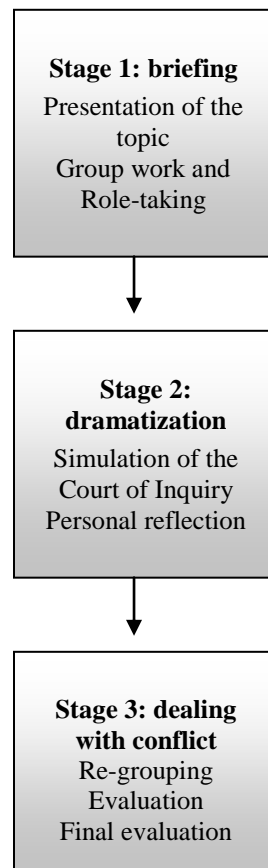 Stage 1: briefing
Presentation of the
topic
Group work and
Role-taking
Stage 2:
dramatization
Simulation of the
Court of Inquiry
Personal reflection
Stage 3: dealing
with conflict
Re-grouping
Evaluation
Final evaluation